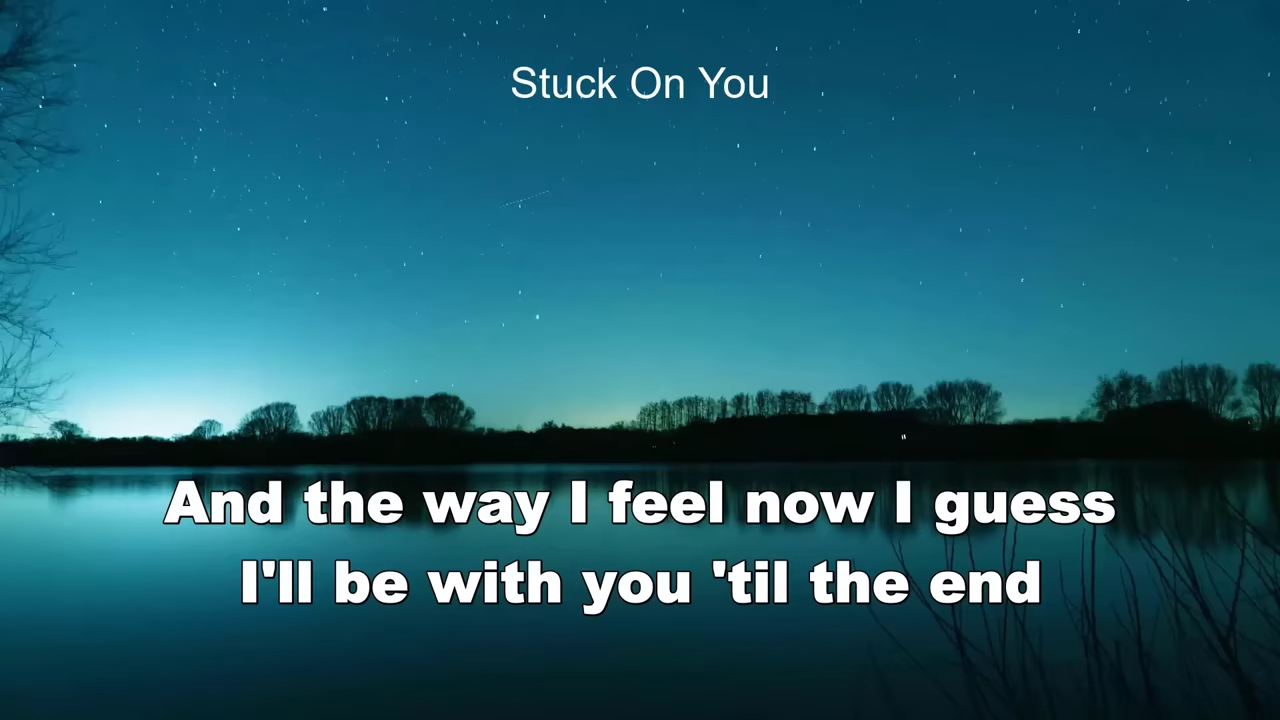 Stuck On You
And the way I feel now I guess
I'll be with you 'til the end